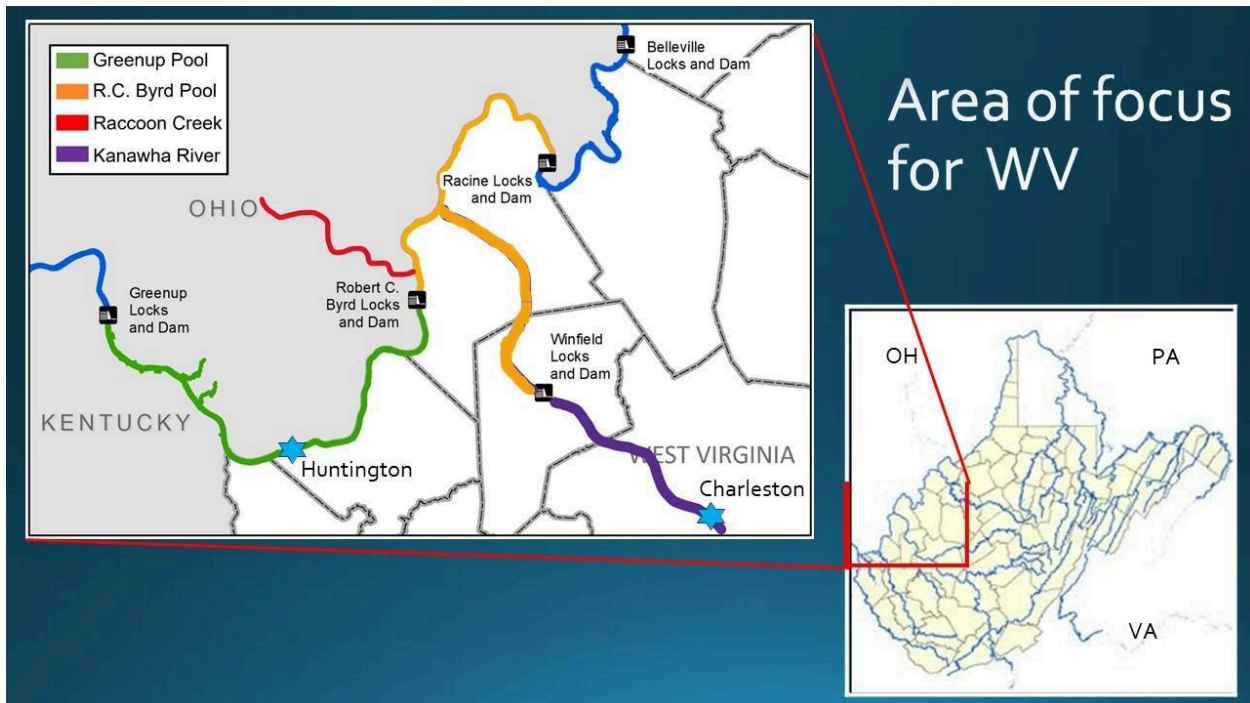 Area of focus
for WV
Greenup Pool
R.C. Byrd Pool
Raccoon Creek
Kanawha River
Belleville
Locks and Dam
Racine Locks
and Dam
OHIO
Robert C.
Byrd Locks
and Dam
Greenup
Locks
and Dam
Winfield
Locks
and Dam
KENTUCKY
Huntington
WEST VIRGINIA
Charleston
OH
PA
VA